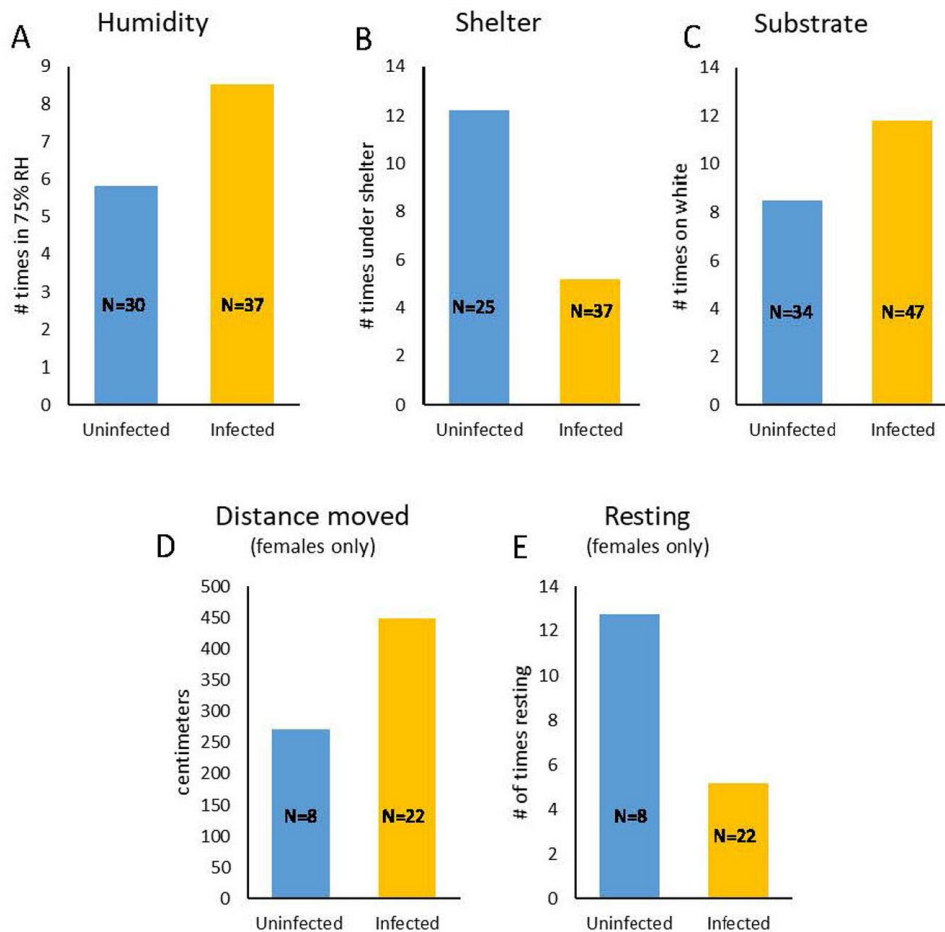 A
Humidity
# times in 75% RH
9
8
7
6
5
4
3
2
1
0
N=30
N=37
Uninfected
Infected
B
Shelter
# times under shelter
14
12
10
8
6
4
2
0
N=25
N=37
Uninfected
Infected
C
Substrate
# times on white
14
12
10
8
6
4
2
0
N=34
N=47
Uninfected
Infected
D
Distance moved
(females only)
centimeters
500
450
400
350
300
250
200
150
100
50
0
N=8
N=22
Uninfected
Infected
E
Resting
(females only)
# of times resting
14
12
10
8
6
4
2
0
N=8
N=22
Uninfected
Infected